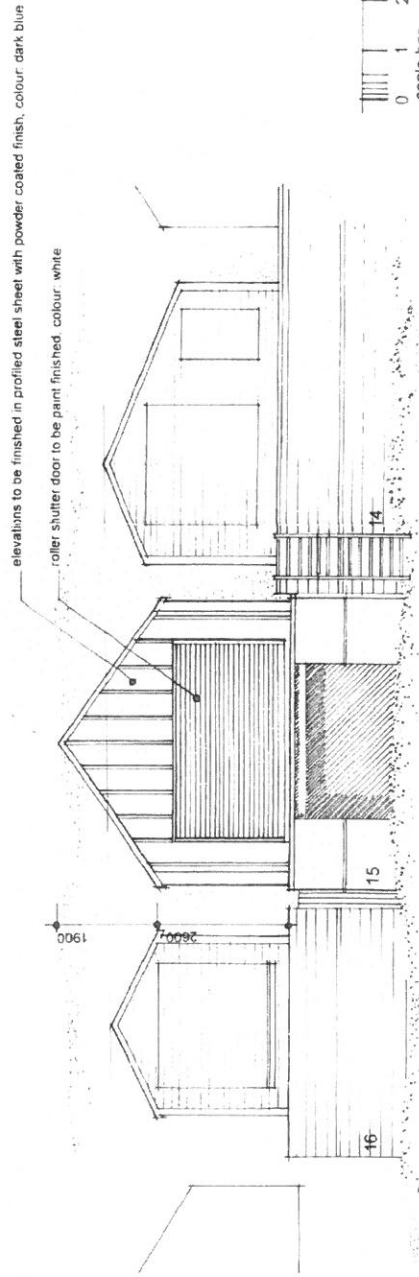 elevations to be finished in profiled steel sheet with powder coated finish, colour: dark blue
roller shutter door to be paint finished, colour: white
1900
2600
16
15
14
0 1 2
scale bar